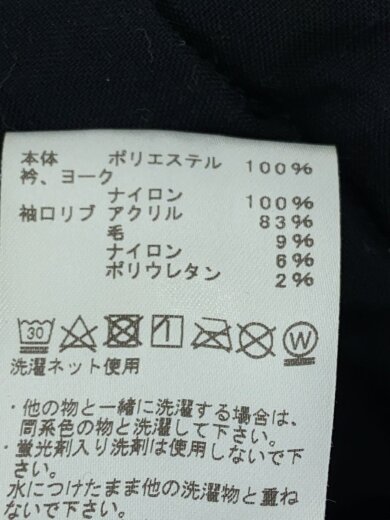 本体 ポリエステル 100%
衿、ヨーク
ナイロン 100%
袖口リブ アクリル 83%
毛 9%
ナイロン 6%
ポリウレタン 2%
30 W
洗濯ネット使用
・他の物と一緒に洗濯する場合は、
同系色の物と洗濯して下さい。
・蛍光剤入り洗剤は使用しないで下
さい。
水につけたまま他の洗濯物と重ね
ないで下さい。